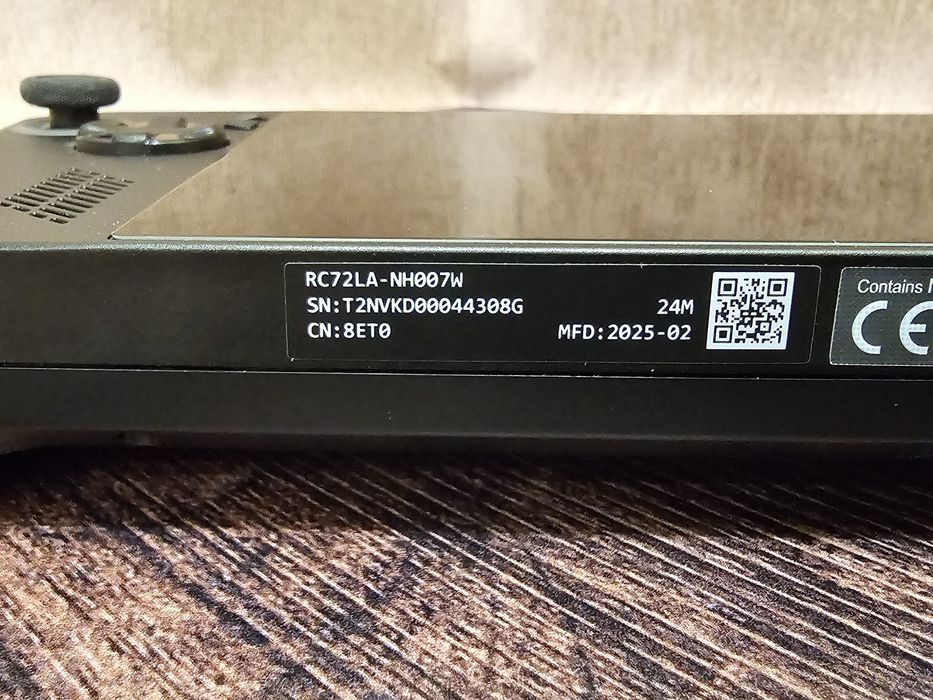 RC72LA-NH007W
SN:T2NVKD00044308G
24M
CN:8ET0
MFD:2025-02
Contains
CE